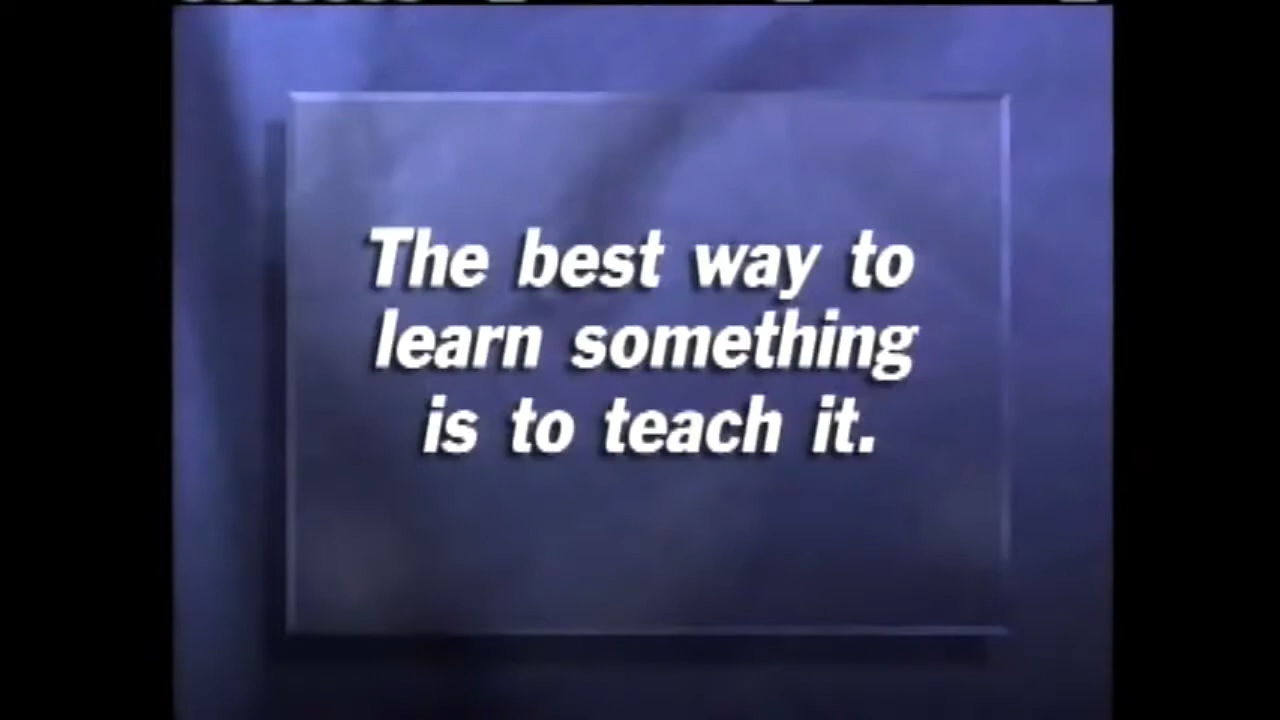 The best way to
learn something
is to teach it.